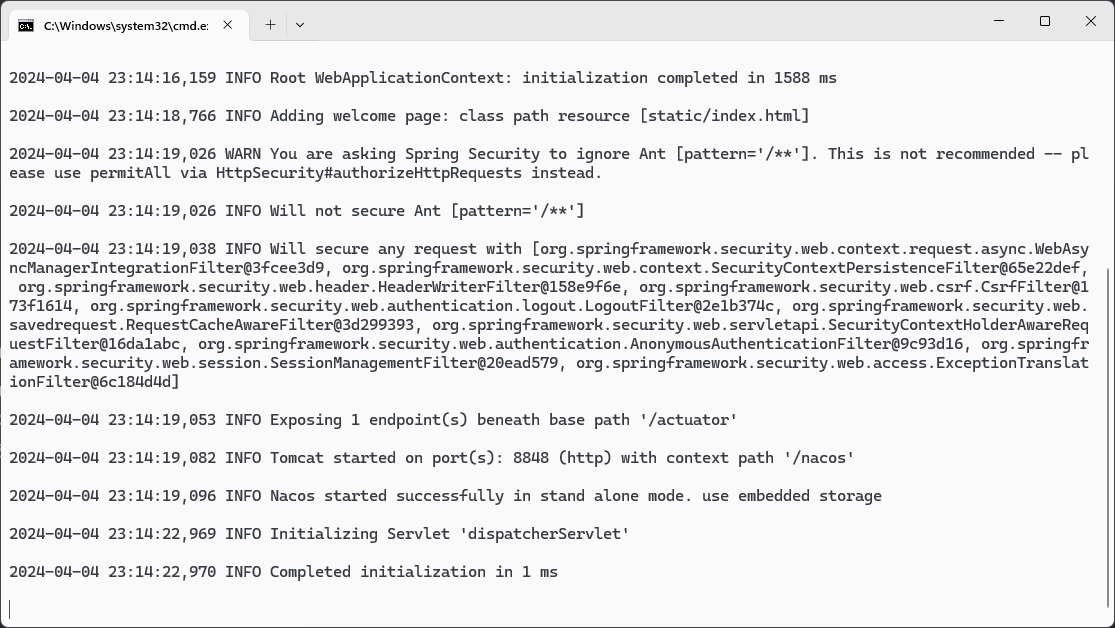 C:\Windows\system32\cmd.e
2024-04-04 23:14:16,159 INFO Root WebApplicationContext: initialization completed in 1588 ms
2024-04-04 23:14:18,766 INFO Adding welcome page: class path resource [static/index.html]
2024-04-04 23:14:19,026 WARN You are asking Spring Security to ignore Ant [pattern='/**']. This is not recommended -- pl
ease use permitAll via HttpSecurity#authorizeHttpRequests instead.
2024-04-04 23:14:19,026 INFO Will not secure Ant [pattern='/**']
2024-04-04 23:14:19,038 INFO Will secure any request with [org.springframework.security.web.context.request.async.WebAsy
ncManagerIntegrationFilter@3fcee3d9, org.springframework.security.web.context.SecurityContextPersistenceFilter@65e22def,
org.springframework.security.web.header.HeaderWriterFilter@158e9f6e, org.springframework.security.web.csrf.CsrfFilter@1
73f1614, org.springframework.security.web.authentication.logout.LogoutFilter@2e1b374c, org.springframework.security.web.
savedrequest.RequestCacheAwareFilter@3d299393, org.springframework.security.web.servletapi.SecurityContextHolderAwareReq
uestFilter@16da1abc, org.springframework.security.web.authentication.AnonymousAuthenticationFilter@9c93d16, org.springfr
amework.security.web.session.SessionManagementFilter@20ead579, org.springframework.security.web.access.ExceptionTranslat
ionFilter@6c184d4d]
2024-04-04 23:14:19,053 INFO Exposing 1 endpoint(s) beneath base path '/actuator'
2024-04-04 23:14:19,082 INFO Tomcat started on port(s): 8848 (http) with context path '/nacos'
2024-04-04 23:14:19,096 INFO Nacos started successfully in stand alone mode. use embedded storage
2024-04-04 23:14:22,969 INFO Initializing Servlet 'dispatcherServlet'
2024-04-04 23:14:22,970 INFO Completed initialization in 1 ms